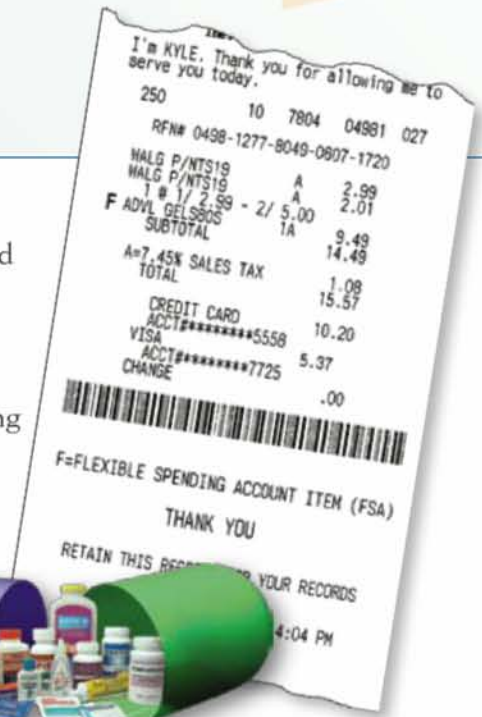 I'm KYLE. Thank you for allowing me to
serve you today.
250 10 7804 04981 027
RFN# 0498-1277-8049-0607-1720
WALG P/NTS19 A 2.99
WALG P/NTS19 A 2.01
1 @ 1/ 2.99 - 2/ 5.00
F ADVL GELS80S 1A 9.49
SUBTOTAL 14.49
A=7.45% SALES TAX 1.08
TOTAL 15.57
CREDIT CARD 10.20
ACCT#*********5558
VISA 5.37
ACCT#*********7725
CHANGE .00
F=FLEXIBLE SPENDING ACCOUNT ITEM (FSA)
THANK YOU
RETAIN THIS YOUR RECORDS
4:04 PM
d
ng